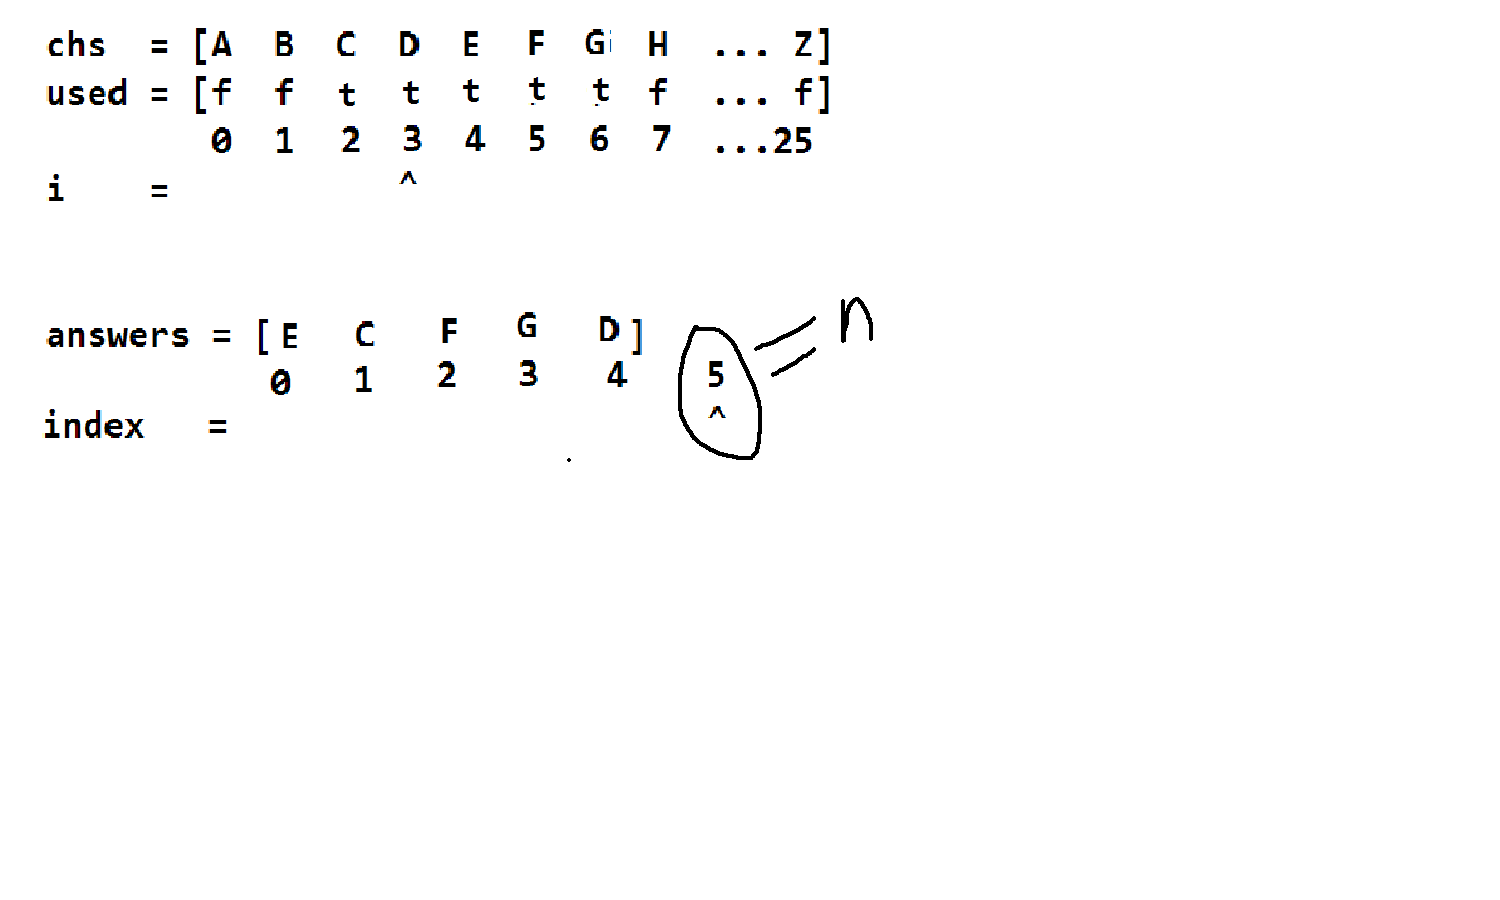 chs = [A B C D E F G H ... Z]
used = [f f t t t t t f ... f]
0 1 2 3 4 5 6 7 ...25
i = ^
answers = [E C F G D] = n
0 1 2 3 4 5
index = ^